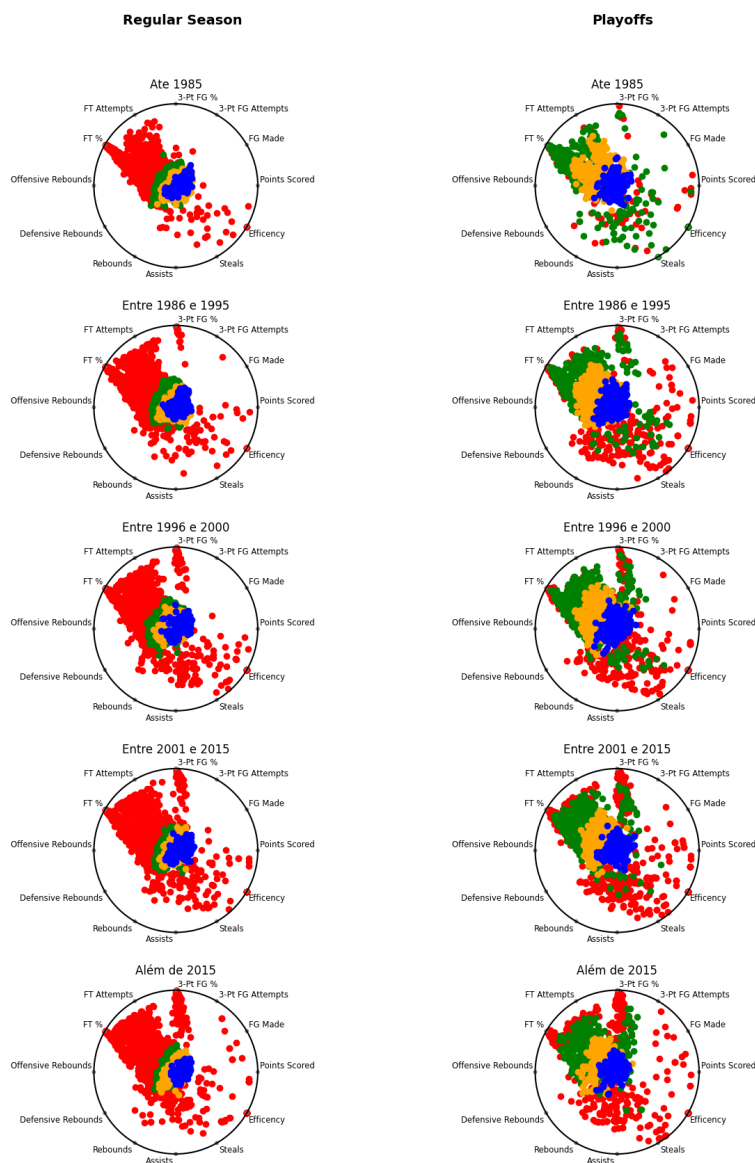 Regular Season
Playoffs
Ate 1985
Ate 1985
3-Pt FG %
FT Attempts
3-Pt FG Attempts
FT %
FG Made
Offensive Rebounds
Points Scored
Defensive Rebounds
Efficency
Rebounds
Steals
Assists
3-Pt FG %
FT Attempts
3-Pt FG Attempts
FT %
FG Made
Offensive Rebounds
Points Scored
Defensive Rebounds
Efficency
Rebounds
Steals
Assists
Entre 1986 e 1995
Entre 1986 e 1995
3-Pt FG %
FT Attempts
3-Pt FG Attempts
FT %
FG Made
Offensive Rebounds
Points Scored
Defensive Rebounds
Efficency
Rebounds
Steals
Assists
3-Pt FG %
FT Attempts
3-Pt FG Attempts
FT %
FG Made
Offensive Rebounds
Points Scored
Defensive Rebounds
Efficency
Rebounds
Steals
Assists
Entre 1996 e 2000
Entre 1996 e 2000
3-Pt FG %
FT Attempts
3-Pt FG Attempts
FT %
FG Made
Offensive Rebounds
Points Scored
Defensive Rebounds
Efficency
Rebounds
Steals
Assists
3-Pt FG %
FT Attempts
3-Pt FG Attempts
FT %
FG Made
Offensive Rebounds
Points Scored
Defensive Rebounds
Efficency
Rebounds
Steals
Assists
Entre 2001 e 2015
Entre 2001 e 2015
3-Pt FG %
FT Attempts
3-Pt FG Attempts
FT %
FG Made
Offensive Rebounds
Points Scored
Defensive Rebounds
Efficency
Rebounds
Steals
Assists
3-Pt FG %
FT Attempts
3-Pt FG Attempts
FT %
FG Made
Offensive Rebounds
Points Scored
Defensive Rebounds
Efficency
Rebounds
Steals
Assists
Além de 2015
Além de 2015
3-Pt FG %
FT Attempts
3-Pt FG Attempts
FT %
FG Made
Offensive Rebounds
Points Scored
Defensive Rebounds
Efficency
Rebounds
Steals
Assists
3-Pt FG %
FT Attempts
3-Pt FG Attempts
FT %
FG Made
Offensive Rebounds
Points Scored
Defensive Rebounds
Efficency
Rebounds
Steals
Assists